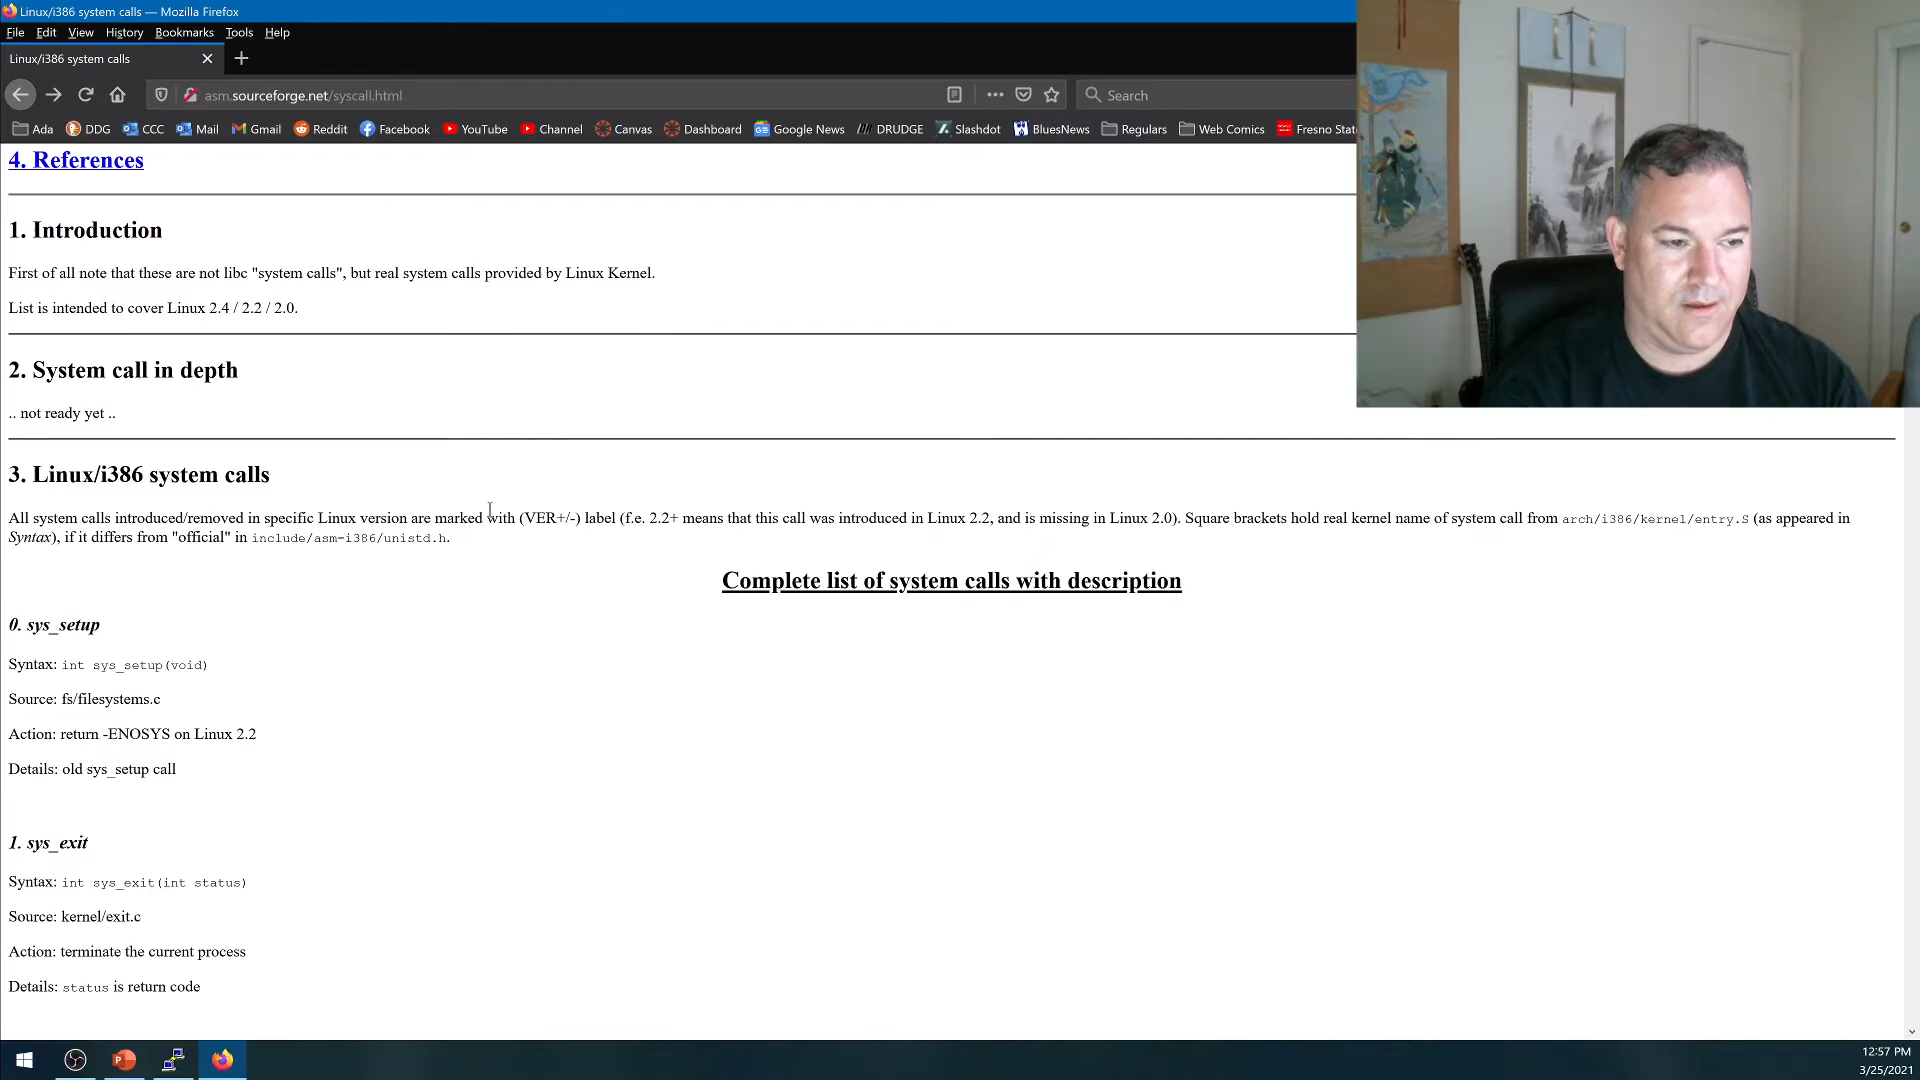 Linux/i386 system calls — Mozilla Firefox
File Edit View History Bookmarks Tools Help
Linux/i386 system calls
asm.sourceforge.net/syscall.html
Search
Ada DDG CCC Mail Gmail Reddit Facebook YouTube Channel Canvas Dashboard Google News DRUDGE Slashdot BluesNews Regulars Web Comics Fresno Stat
4. References
1. Introduction
First of all note that these are not libc "system calls", but real system calls provided by Linux Kernel.
List is intended to cover Linux 2.4 / 2.2 / 2.0.
2. System call in depth
.. not ready yet ..
3. Linux/i386 system calls
All system calls introduced/removed in specific Linux version are marked with (VER+/-) label (f.e. 2.2+ means that this call was introduced in Linux 2.2, and is missing in Linux 2.0). Square brackets hold real kernel name of system call from arch/i386/kernel/entry.S (as appeared in
Syntax), if it differs from "official" in include/asm-i386/unistd.h.
Complete list of system calls with description
0. sys_setup
Syntax: int sys_setup(void)
Source: fs/filesystems.c
Action: return -ENOSYS on Linux 2.2
Details: old sys_setup call
1. sys_exit
Syntax: int sys_exit(int status)
Source: kernel/exit.c
Action: terminate the current process
Details: status is return code
12:57 PM
3/25/2021